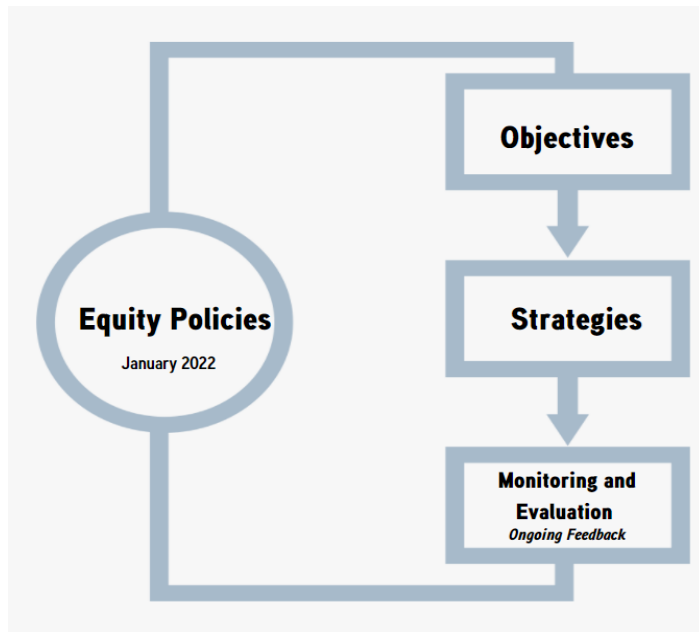 Equity Policies
January 2022
Objectives
Strategies
Monitoring and
Evaluation
Ongoing Feedback